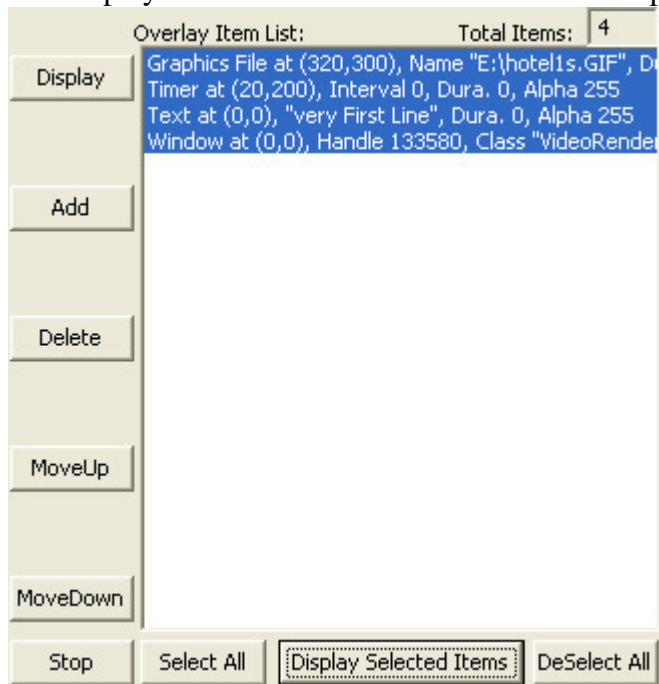 Overlay Item List: Total Items: 4
Display
Graphics File at (320,300), Name "E:\hotel1s.GIF",
Timer at (20,200), Interval 0, Dura. 0, Alpha 255
Text at (0,0), "very First Line", Dura. 0, Alpha 255
Window at (0,0), Handle 133580, Class "VideoRender
Add
Delete
MoveUp
MoveDown
Stop Select All Display Selected Items DeSelect All